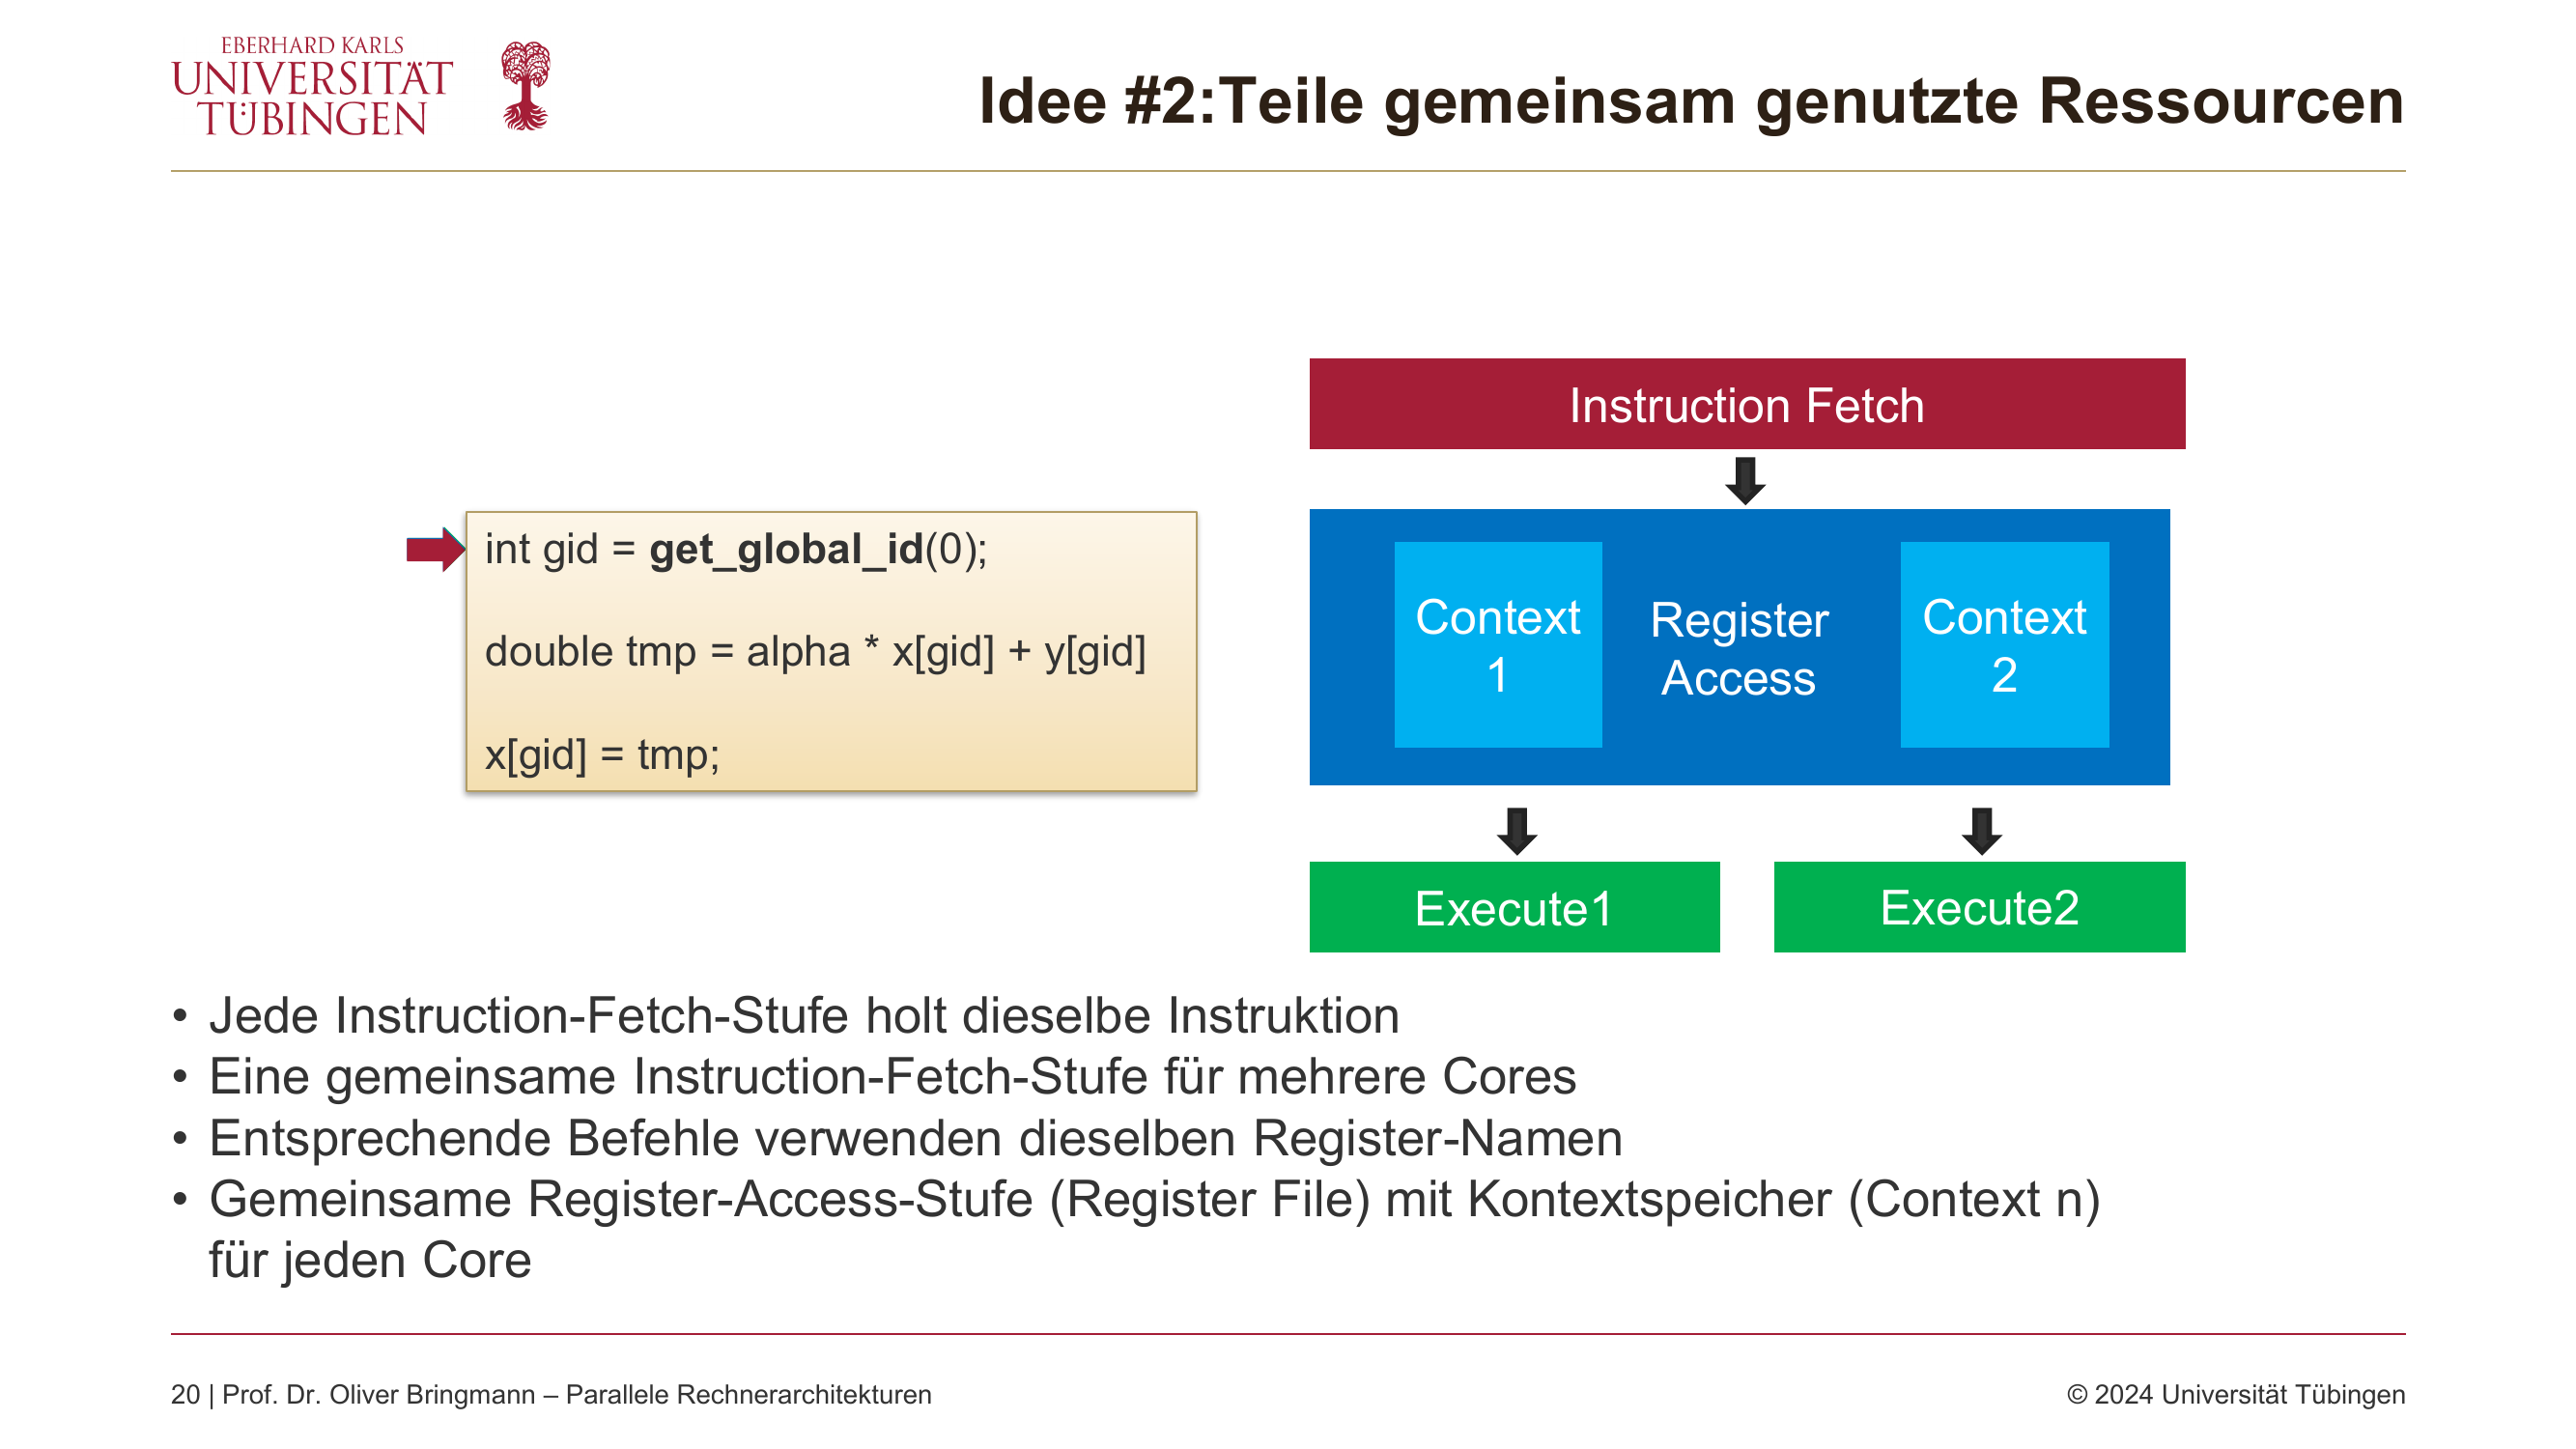 EBERHARD KARLS
UNIVERSITÄT
TÜBINGEN
Idee #2:Teile gemeinsam genutzte Ressourcen
int gid = get_global_id(0);
double tmp = alpha * x[gid] + y[gid]
x[gid] = tmp;
Instruction Fetch
Context
1
Register
Access
Context
2
Execute1
Execute2
• Jede Instruction-Fetch-Stufe holt dieselbe Instruktion
• Eine gemeinsame Instruction-Fetch-Stufe für mehrere Cores
• Entsprechende Befehle verwenden dieselben Register-Namen
• Gemeinsame Register-Access-Stufe (Register File) mit Kontextspeicher (Context n)
für jeden Core
20 | Prof. Dr. Oliver Bringmann – Parallele Rechnerarchitekturen
© 2024 Universität Tübingen